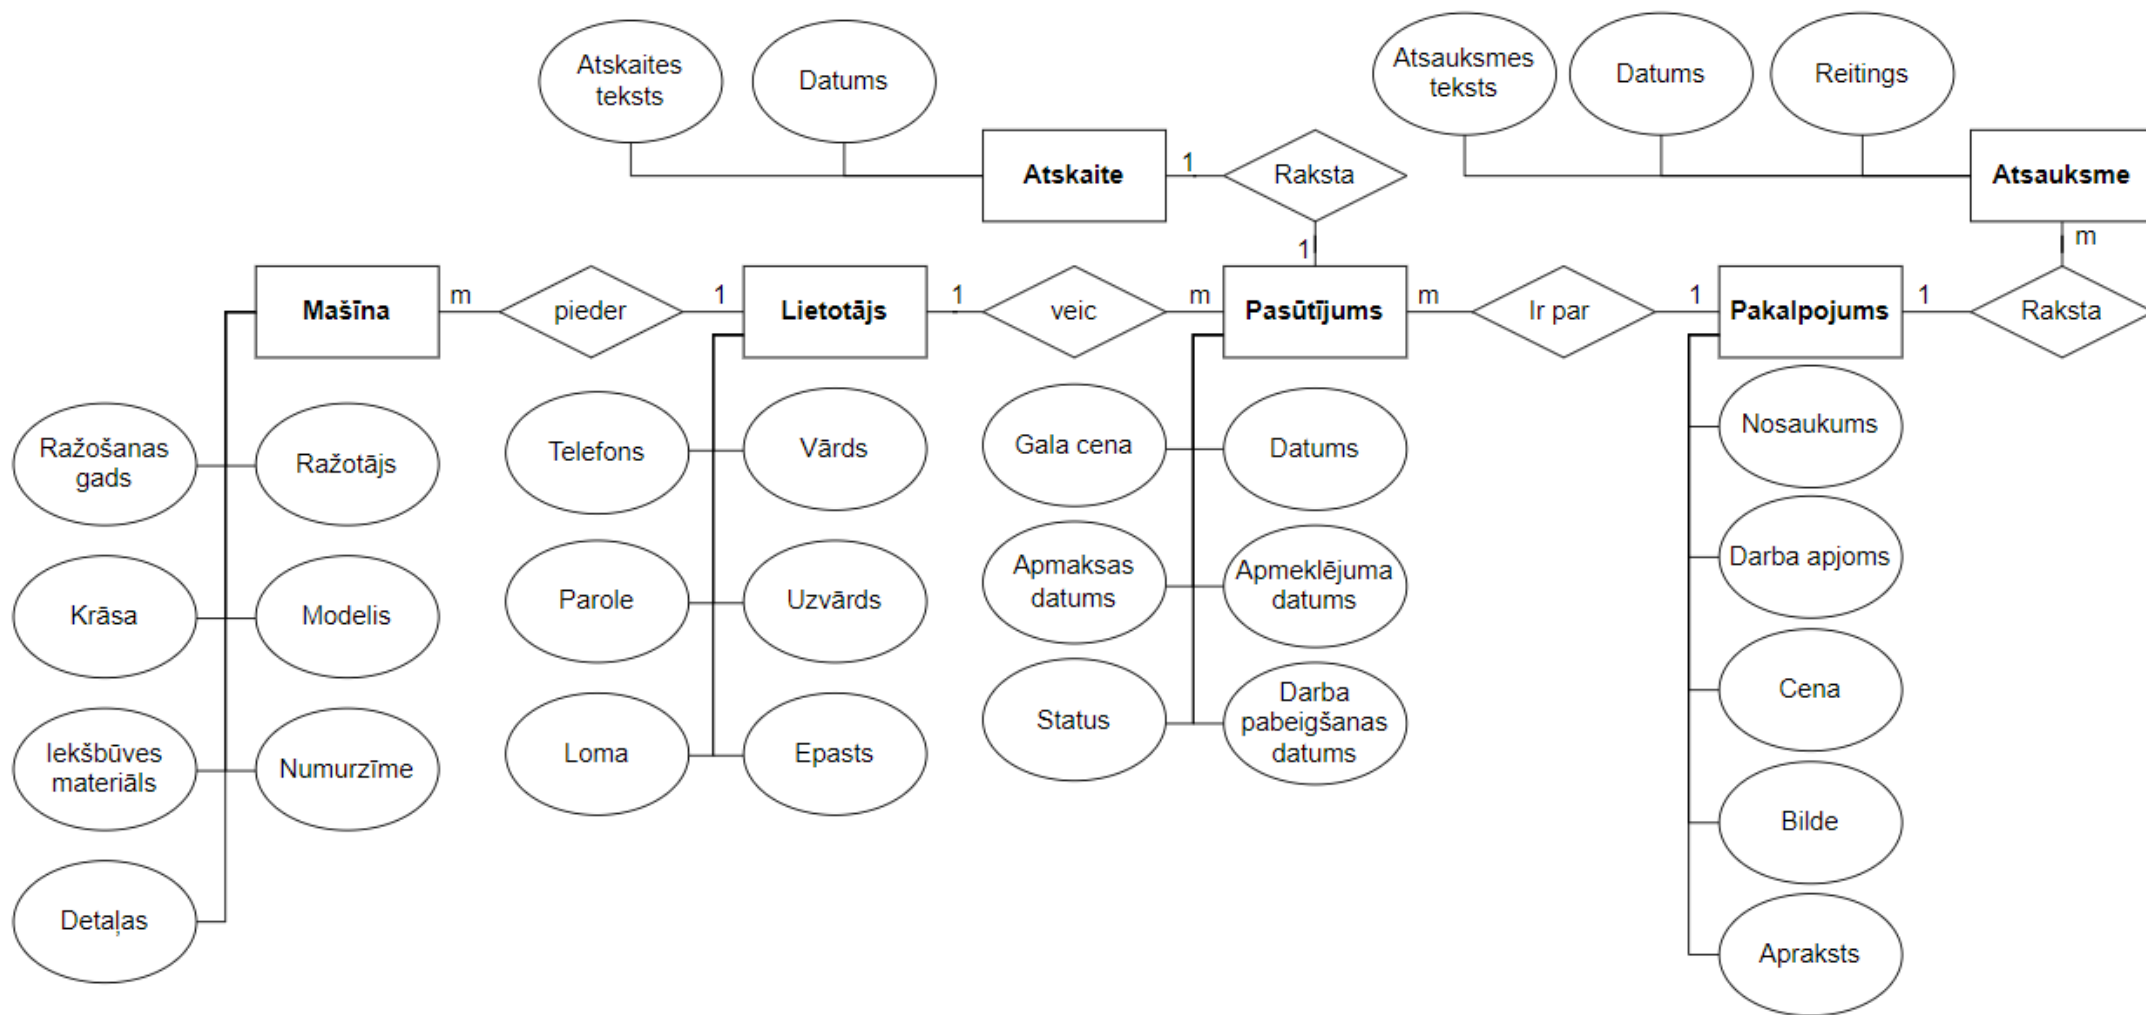 Atskaites
teksts
Datums
Atsauksmes
teksts
Datums
Reitings
Atskaite
1
Raksta
1
Atsauksme
m
Mašīna
m
pieder
1
Lietotājs
1
veic
m
Pasūtījums
m
Ir par
1
Pakalpojums
1
Raksta
Ražošanas
gads
Ražotājs
Krāsa
Modelis
Iekšbūves
materiāls
Numurzīme
Detaļas
Telefons
Vārds
Parole
Uzvārds
Loma
Epasts
Gala cena
Datums
Apmaksas
datums
Apmeklējuma
datums
Status
Darba
pabeigšanas
datums
Nosaukums
Darba apjoms
Cena
Bilde
Apraksts